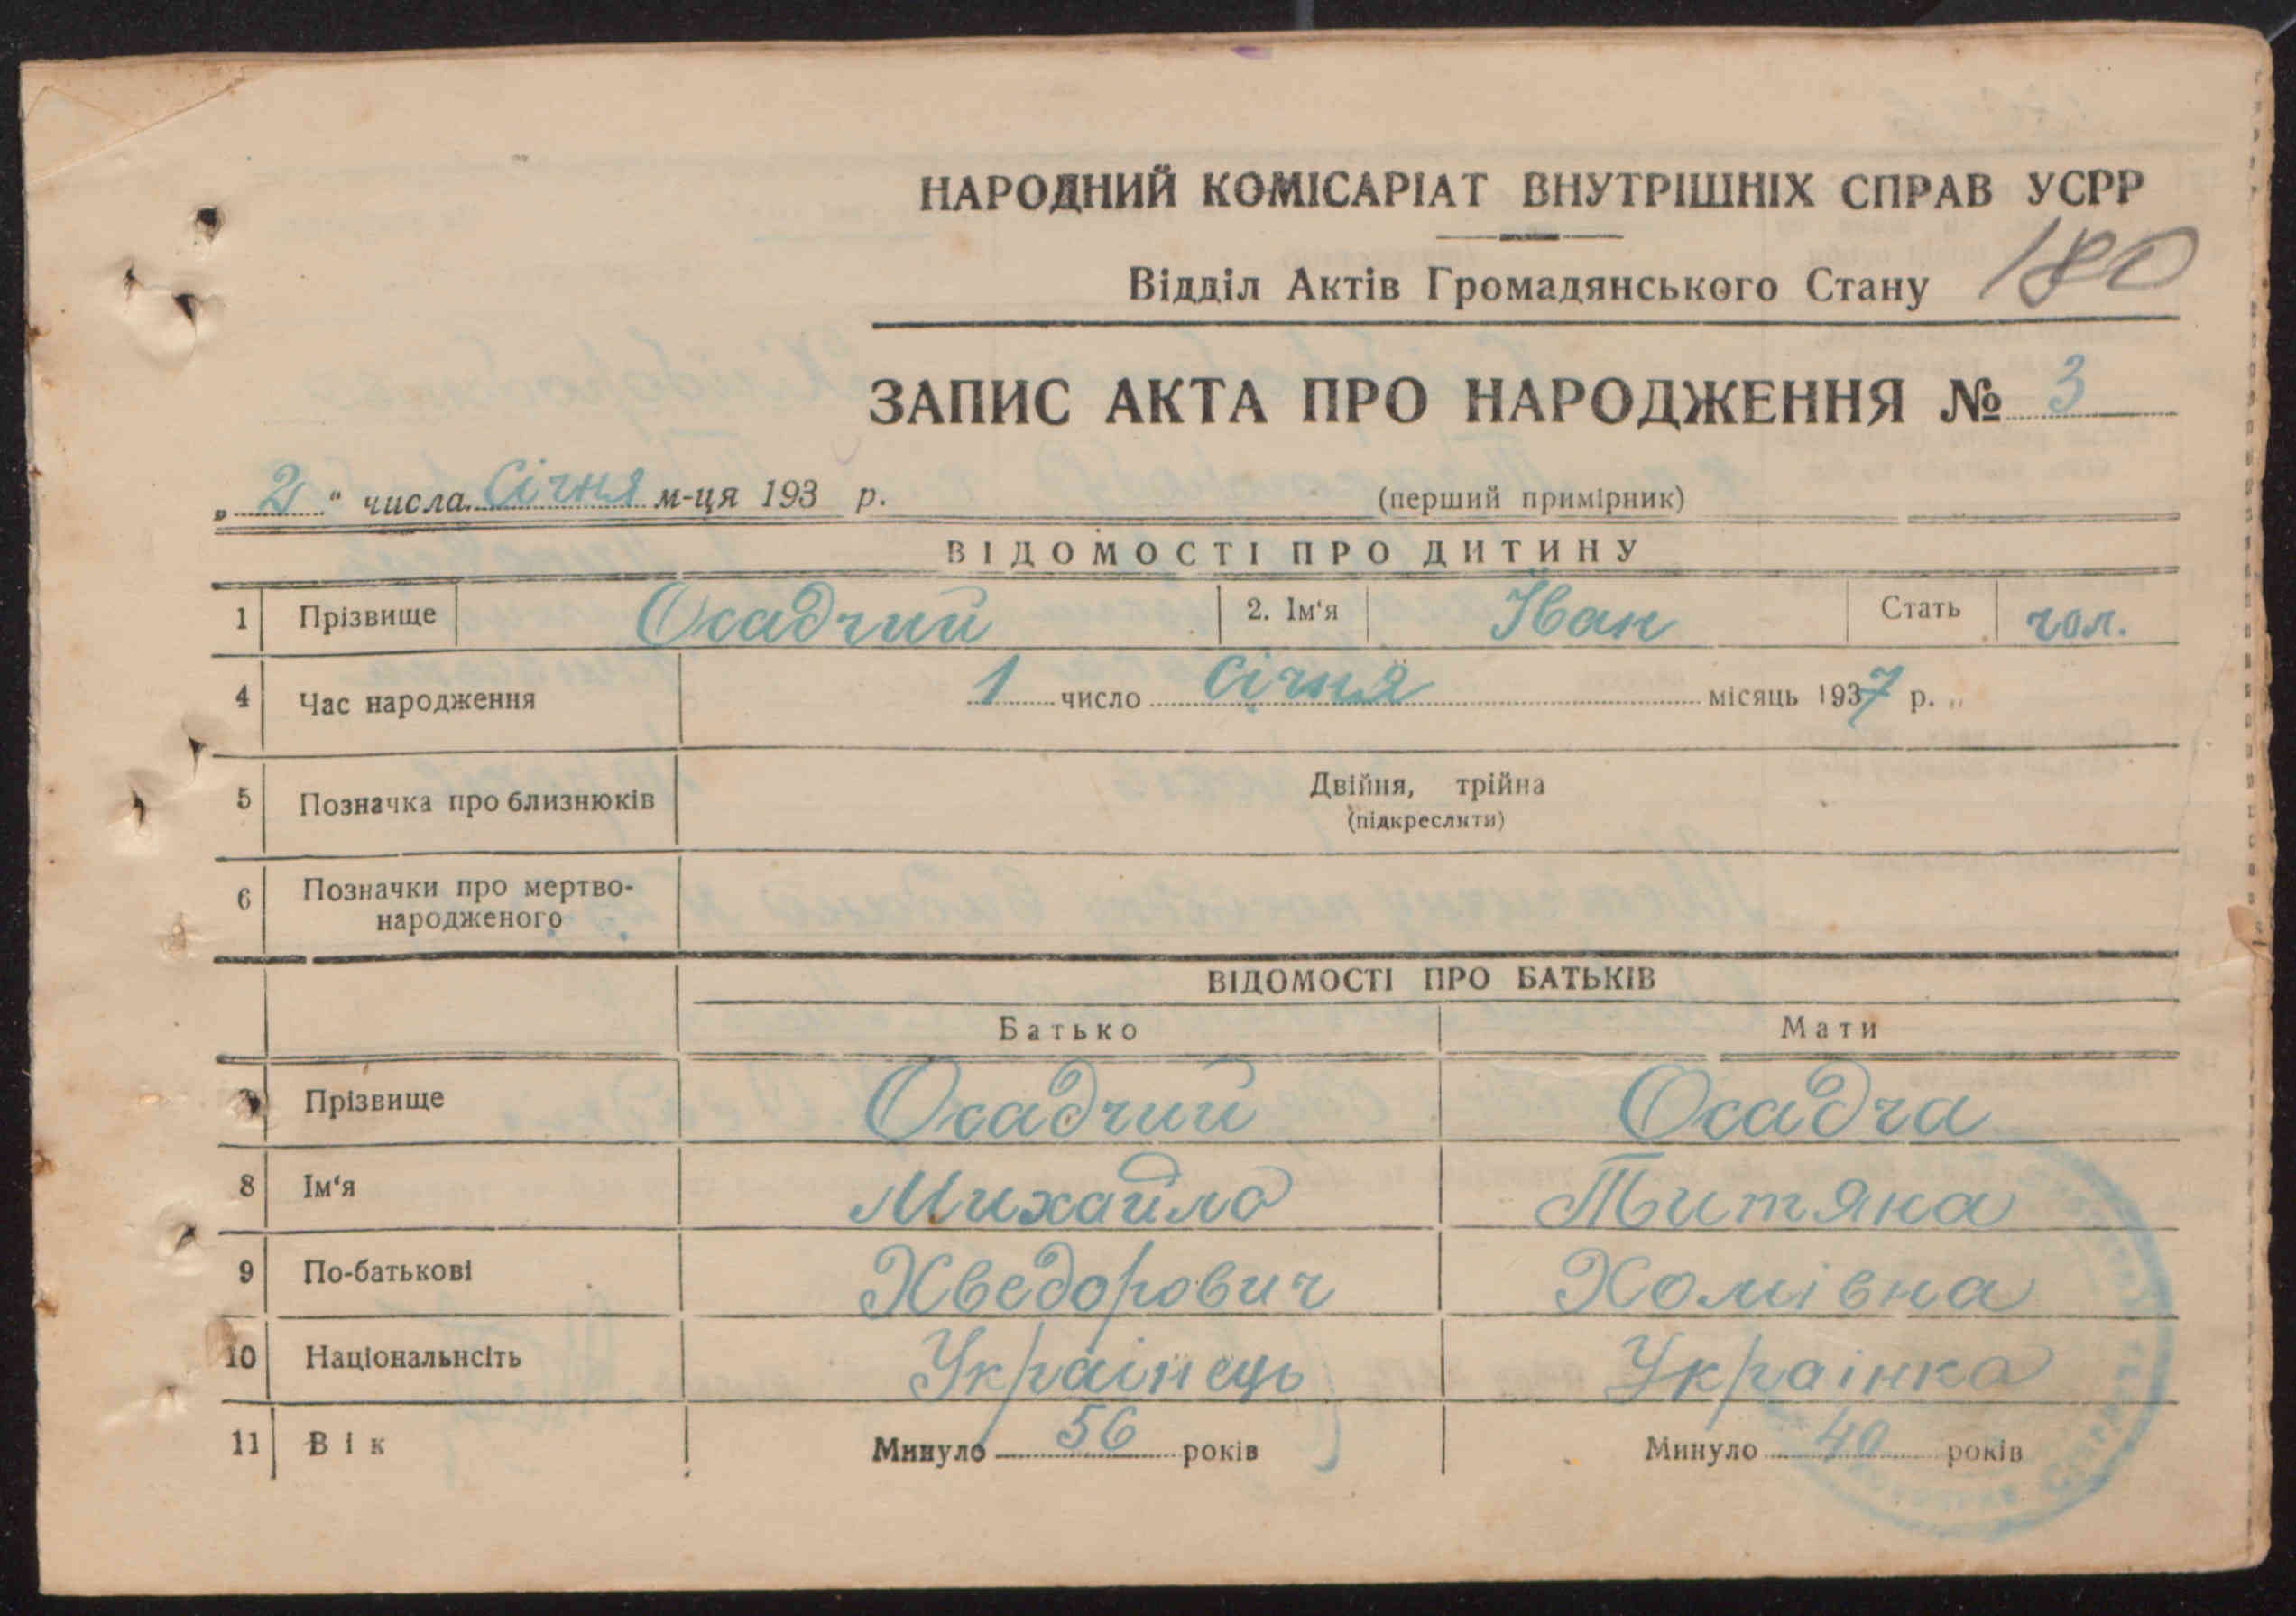 НАРОДНИЙ КОМІСАРІАТ ВНУТРІШНІХ СПРАВ УСРР
180
Відділ Актів Громадянського Стану
ЗАПИС АКТА ПРО НАРОДЖЕННЯ № 3
„ 2 “ числа Січня м-ця 193 р. (перший примірник)
ВІДОМОСТІ ПРО ДИТИНУ
1 Прізвище Осадчий 2. Ім‘я Іван Стать чол.
4 Час народження 1 число Січня місяць 1937 р.
5 Позначка про близнюків Двійня, трійна
(підкреслити)
6 Позначки про мертво-
народженого
ВІДОМОСТІ ПРО БАТЬКІВ
Батько Мати
Прізвище Осадчий Осадча
8 Ім‘я Михайло Титяна
9 По-батькові Хведорович Хомівна
10 Національнсіть Українець Українка
11 Вік Минуло 56 років Минуло 40 років